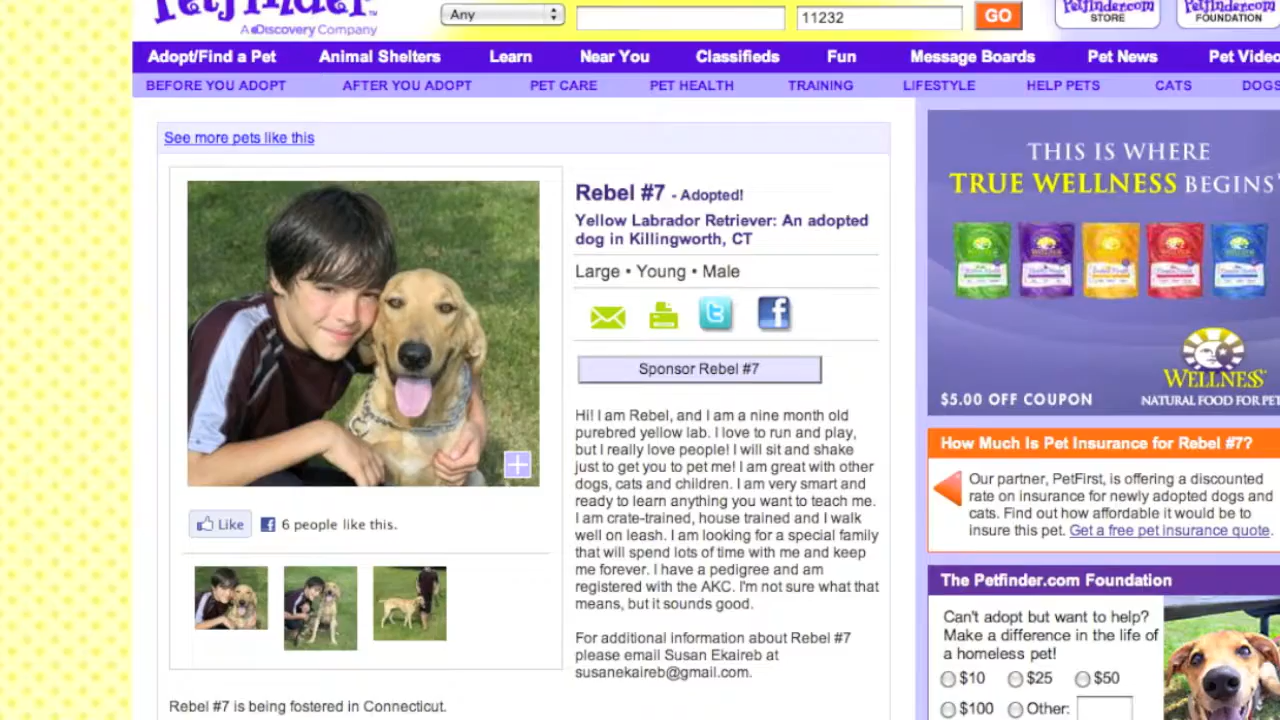 Petfinder™
A Discovery Company
Any
11232
GO
Petfinder.com
STORE
Petfinder.com
FOUNDATION
Adopt/Find a Pet Animal Shelters Learn Near You Classifieds Fun Message Boards Pet News Pet Video
BEFORE YOU ADOPT AFTER YOU ADOPT PET CARE PET HEALTH TRAINING LIFESTYLE HELP PETS CATS DOGS
See more pets like this
Rebel #7 - Adopted!
Yellow Labrador Retriever: An adopted
dog in Killingworth, CT
Large • Young • Male
Sponsor Rebel #7
Hi! I am Rebel, and I am a nine month old
purebred yellow lab. I love to run and play,
but I really love people! I will sit and shake
just to get you to pet me! I am great with other
dogs, cats and children. I am very smart and
ready to learn anything you want to teach me.
I am crate-trained, house trained and I walk
well on leash. I am looking for a special family
that will spend lots of time with me and keep
me forever. I have a pedigree and am
registered with the AKC. I'm not sure what that
means, but it sounds good.
For additional information about Rebel #7
please email Susan Ekaireb at
susanekaireb@gmail.com.
Like 6 people like this.
Rebel #7 is being fostered in Connecticut.
THIS IS WHERE
TRUE WELLNESS BEGINS
WELLNESS
$5.00 OFF COUPON
NATURAL FOOD FOR PET
How Much Is Pet Insurance for Rebel #7?
Our partner, PetFirst, is offering a discounted
rate on insurance for newly adopted dogs and
cats. Find out how affordable it would be to
insure this pet. Get a free pet insurance quote.
The Petfinder.com Foundation
Can't adopt but want to help?
Make a difference in the life of
a homeless pet!
$10 $25 $50
$100 Other: